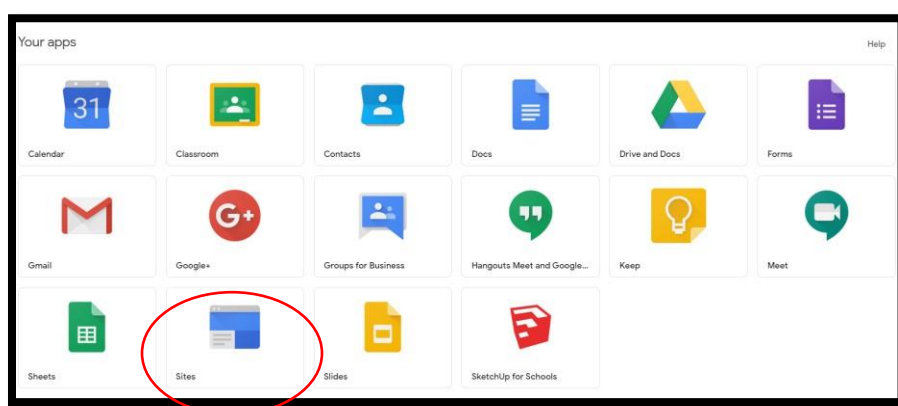 Your apps
Help
31
Calendar
Classroom
Contacts
Docs
Drive and Docs
Forms
G+
Gmail
Google+
Groups for Business
Hangouts Meet and Google...
Keep
Meet
Sheets
Sites
Slides
SketchUp for Schools